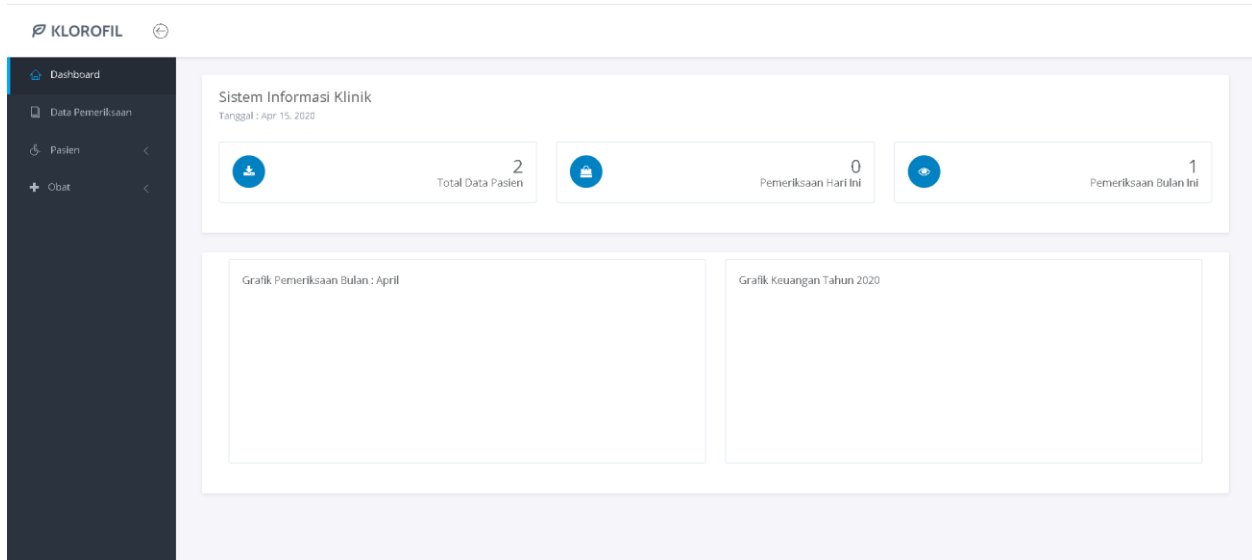 KLOROFIL
Dashboard
Data Pemeriksaan
Pasien
Obat
Sistem Informasi Klinik
Tanggal : Apr 15, 2020
2
Total Data Pasien
0
Pemeriksaan Hari Ini
1
Pemeriksaan Bulan Ini
Grafik Pemeriksaan Bulan : April
Grafik Keuangan Tahun 2020